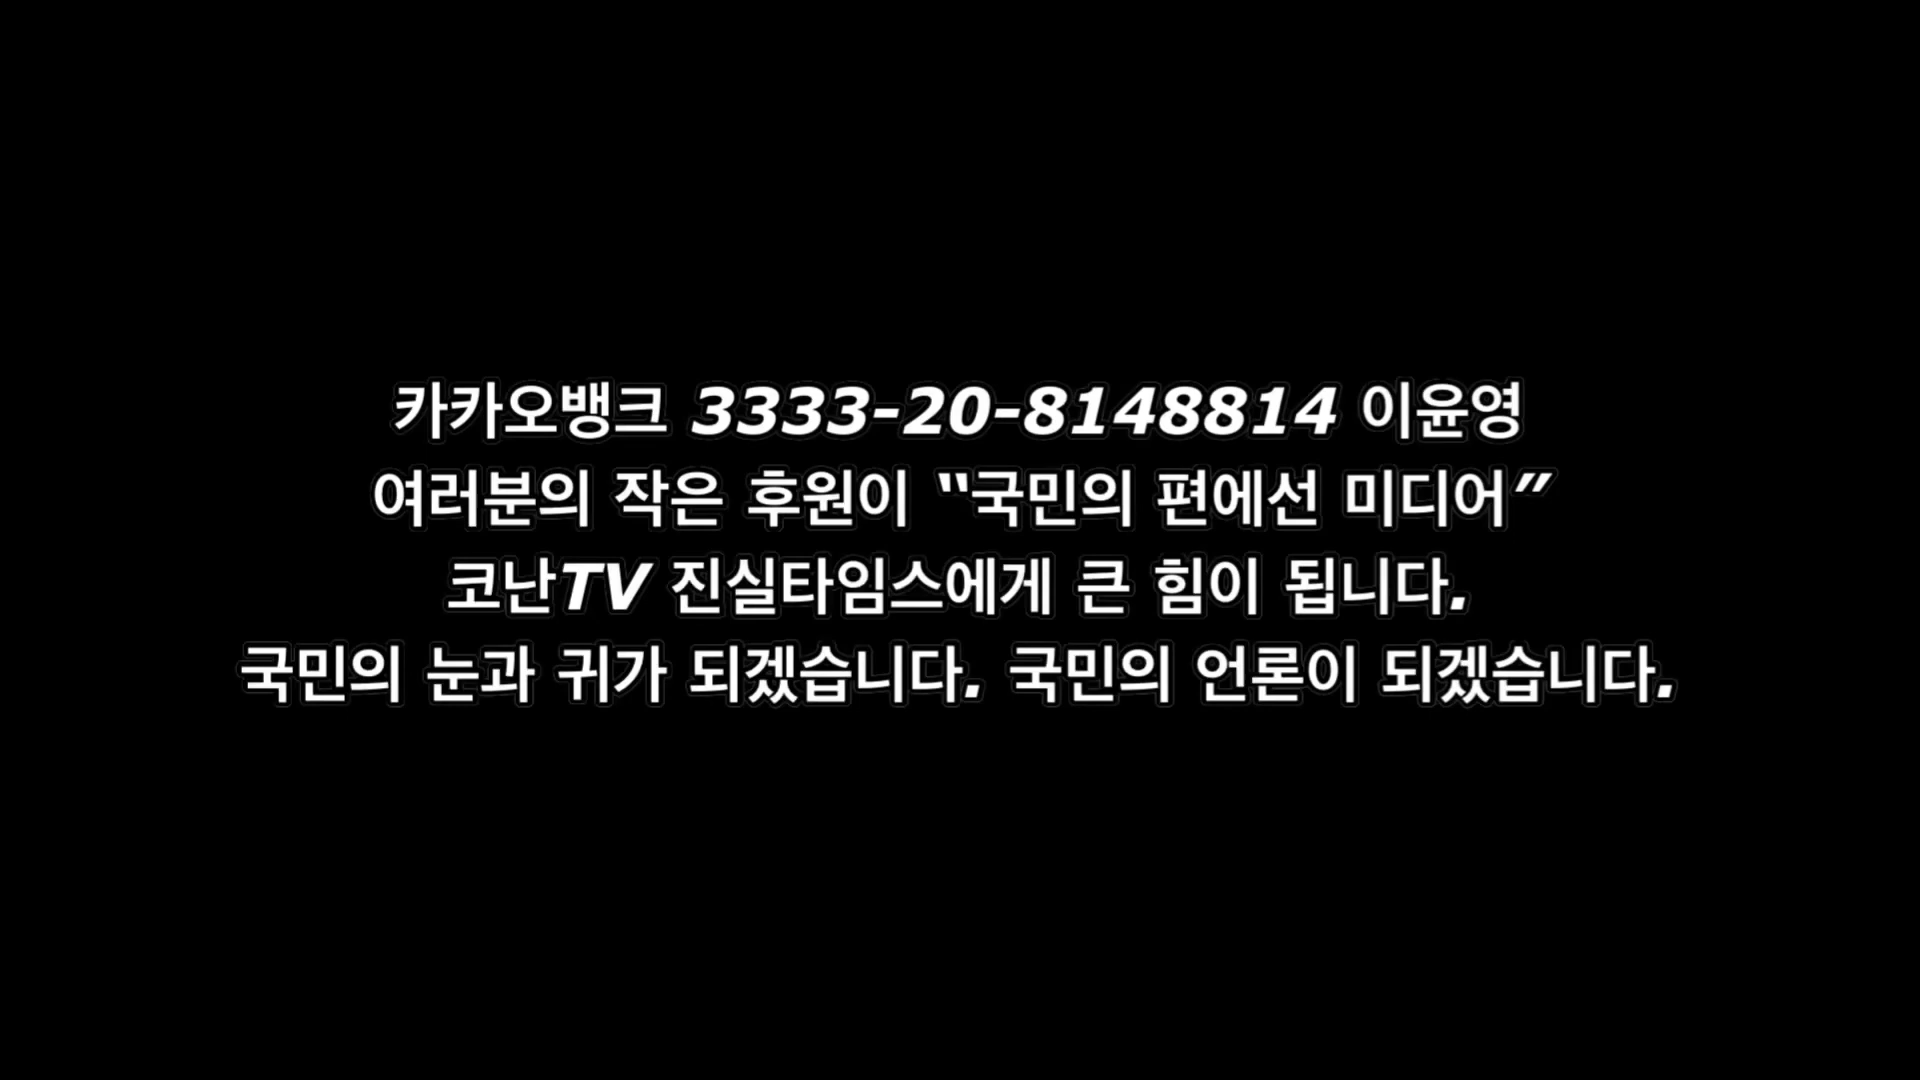 카카오뱅크 3333-20-8148814 이윤영
여러분의 작은 후원이 “국민의 편에선 미디어”
코난TV 진실타임스에게 큰 힘이 됩니다.
국민의 눈과 귀가 되겠습니다. 국민의 언론이 되겠습니다.